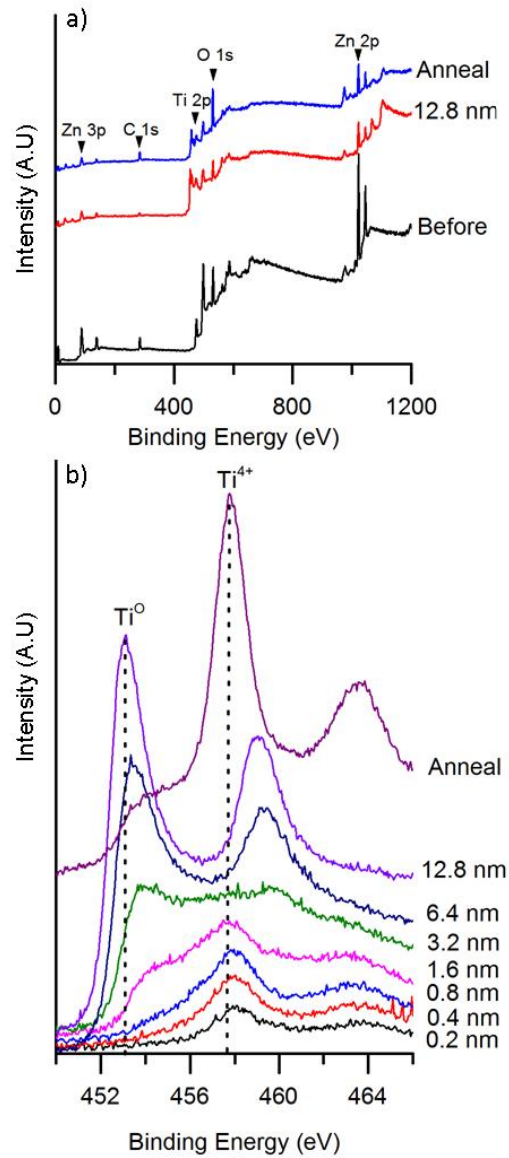 a)
O 1s
Zn 2p
Anneal
Ti 2p
12.8 nm
Zn 3p
C 1s
Before
Intensity (A.U)
0 400 800 1200
Binding Energy (eV)
b)
Ti4+
TiO
Intensity (A.U)
Anneal
12.8 nm
6.4 nm
3.2 nm
1.6 nm
0.8 nm
0.4 nm
0.2 nm
452 456 460 464
Binding Energy (eV)